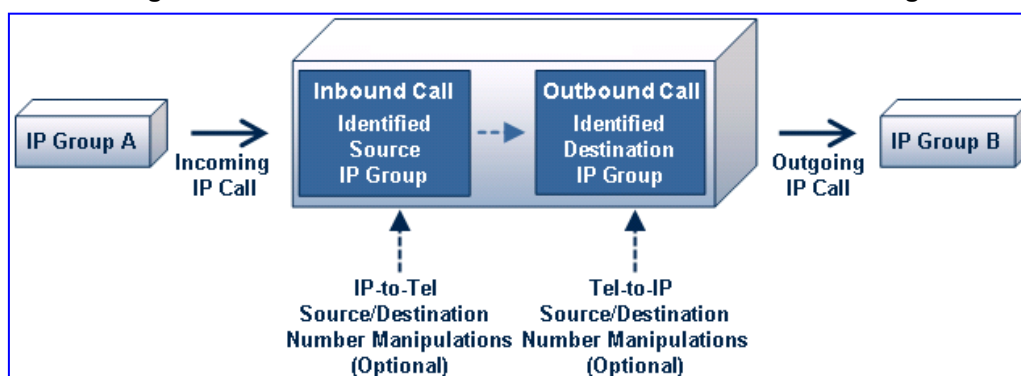 IP Group A
Incoming
IP Call
Inbound Call
Identified
Source
IP Group
Outbound Call
Identified
Destination
IP Group
Outgoing
IP Call
IP Group B
IP-to-Tel
Source/Destination
Number Manipulations
(Optional)
Tel-to-IP
Source/Destination
Number Manipulations
(Optional)